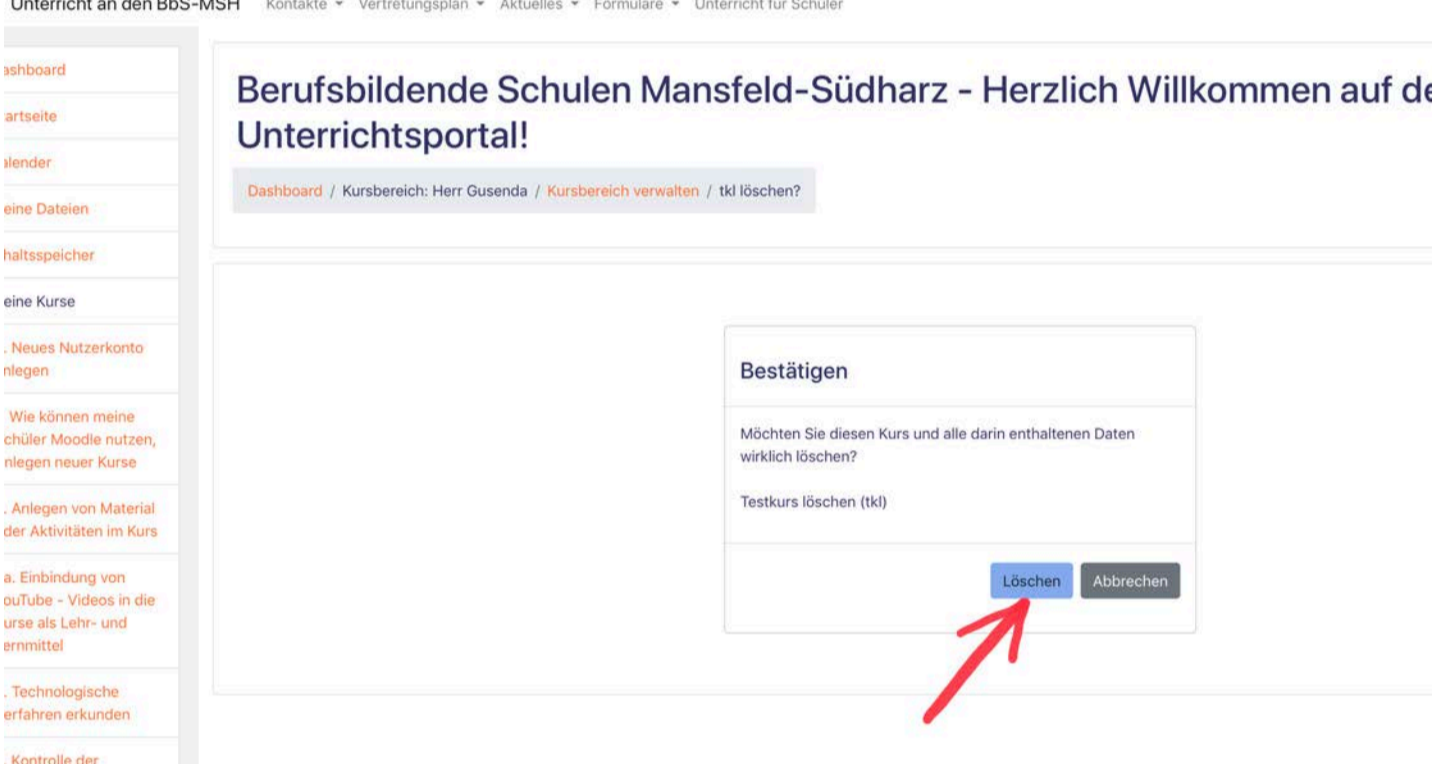 Unterricht an den BbS-MSH Kontakte Vertretungsplan Aktuelles Formulare Unterricht für Schüler
ashboard
artseite
alender
eine Dateien
haltsspeicher
eine Kurse
. Neues Nutzerkonto
nlegen
Wie können meine
chüler Moodle nutzen,
nlegen neuer Kurse
. Anlegen von Material
der Aktivitäten im Kurs
a. Einbindung von
ouTube - Videos in die
urse als Lehr- und
ernmittel
. Technologische
erfahren erkunden
. Kontrolle der
Berufsbildende Schulen Mansfeld-Südharz - Herzlich Willkommen auf de
Unterrichtsportal!
Dashboard / Kursbereich: Herr Gusenda / Kursbereich verwalten / tkl löschen?
Bestätigen
Möchten Sie diesen Kurs und alle darin enthaltenen Daten
wirklich löschen?
Testkurs löschen (tkl)
Löschen Abbrechen